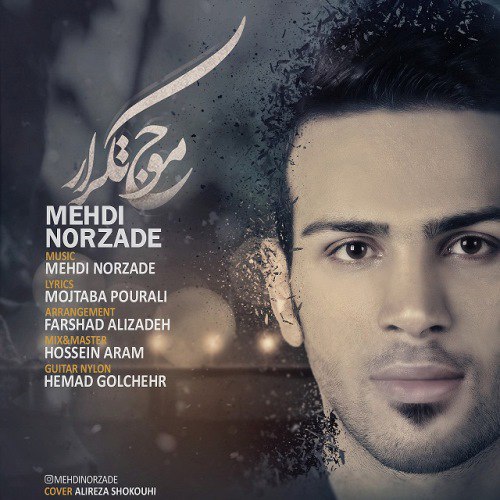 موج تکرار
MEHDI
NORZADE
MUSIC
MEHDI NORZADE
LYRICS
MOJTABA POURALI
ARRANGEMENT
FARSHAD ALIZADEH
MIX&MASTER
HOSSEIN ARAM
GUITAR NYLON
HEMAD GOLCHEHR
MEHDINORZADE
COVER ALIREZA SHOKOUHI